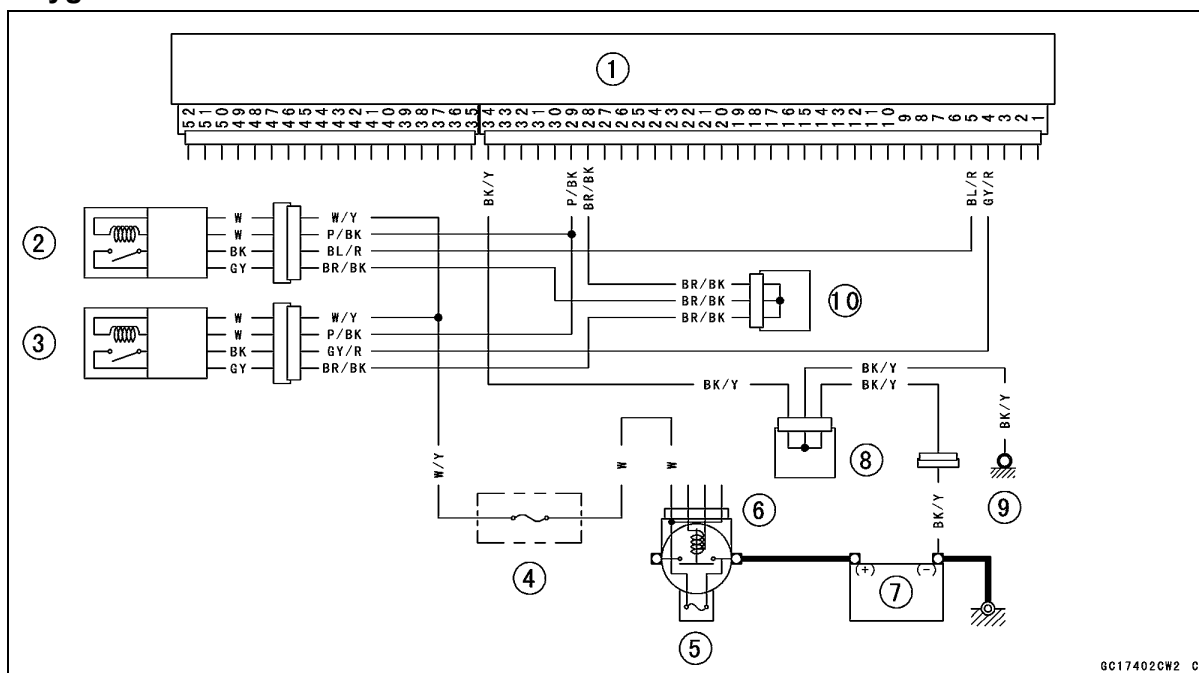 1
52 51 50 49 48 47 46 45 44 43 42 41 40 39 38 37 36 35 34 33 32 31 30 29 28 27 26 25 24 23 22 21 20 19 18 17 16 15 14 13 12 11 10 9 8 7 6 5 4 3 2 1
BK/Y P/BK BR/BK BL/R GY/R
2
W W/Y
W P/BK
BK BL/R
GY BR/BK
BR/BK
BR/BK
BR/BK
10
3
W W/Y
W P/BK
BK GY/R
GY BR/BK
BK/Y
BK/Y
BK/Y
BK/Y
8
9
W/Y
W
W
BK/Y
4
6
5
(+) (-)
7
GC17402CW2 C